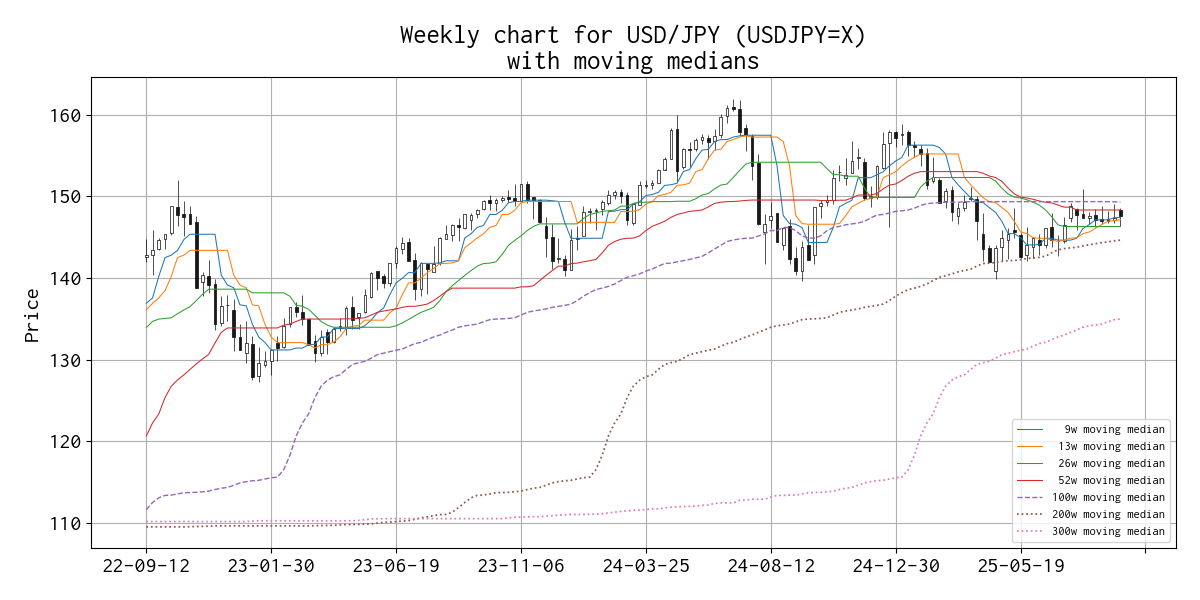 Weekly chart for USD/JPY (USDJPY=X)
with moving medians
Price
160
150
140
130
120
110
22-09-12
23-01-30
23-06-19
23-11-06
24-03-25
24-08-12
24-12-30
25-05-19
9w moving median
13w moving median
26w moving median
52w moving median
100w moving median
200w moving median
300w moving median